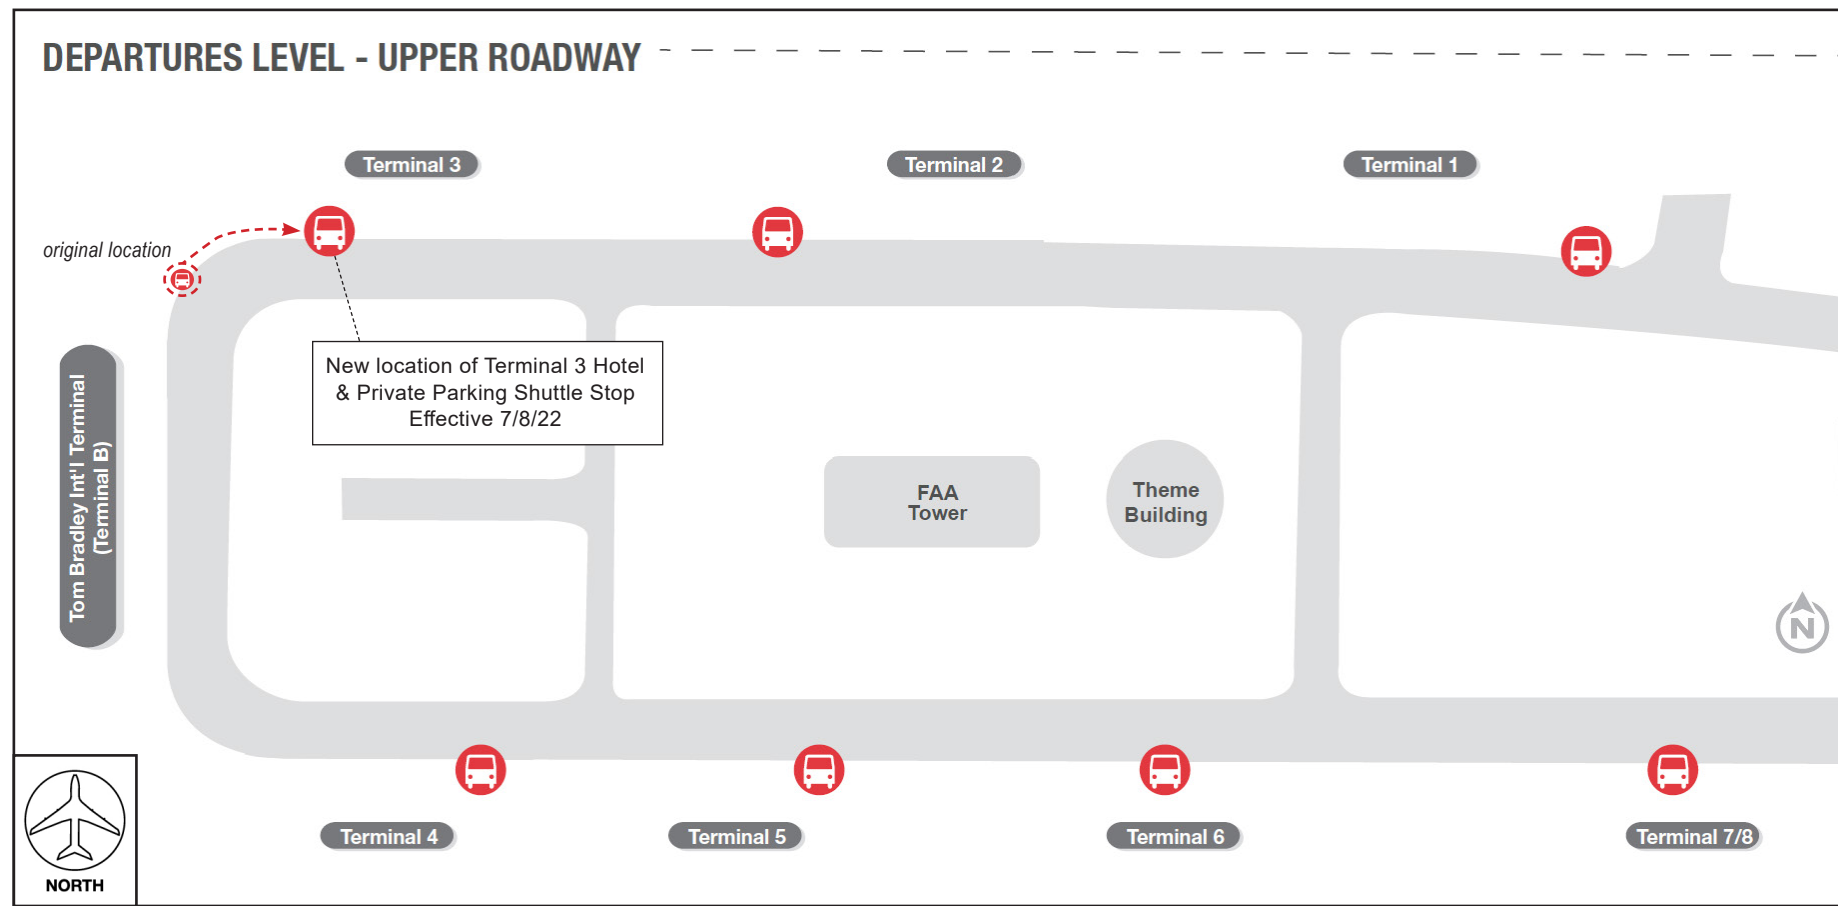 DEPARTURES LEVEL - UPPER ROADWAY
Terminal 3
Terminal 2
Terminal 1
original location
New location of Terminal 3 Hotel
& Private Parking Shuttle Stop
Effective 7/8/22
Tom Bradley Int'l Terminal
(Terminal B)
FAA
Tower
Theme
Building
N
Terminal 4
Terminal 5
Terminal 6
Terminal 7/8
NORTH